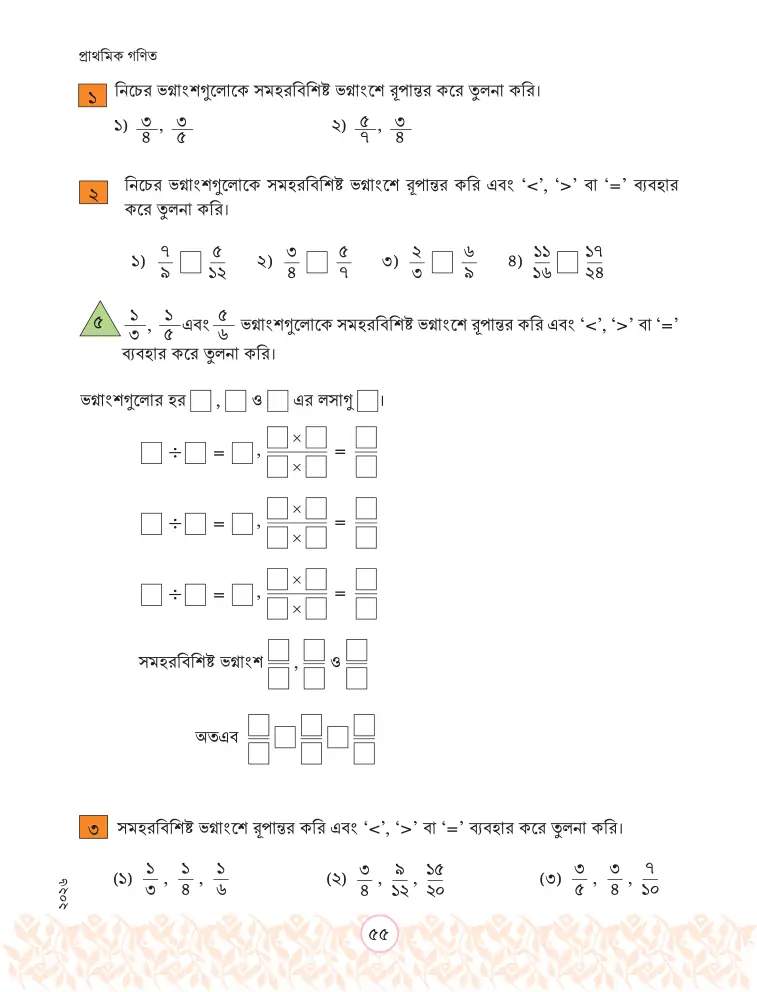 প্রাথমিক গণিত
১ নিচের ভগ্নাংশগুলোকে সমহরবিশিষ্ট ভগ্নাংশে রূপান্তর করে তুলনা করি।
১) ৩/৪ , ৩/৫ ২) ৫/৭ , ৩/৪
২ নিচের ভগ্নাংশগুলোকে সমহরবিশিষ্ট ভগ্নাংশে রূপান্তর করি এবং ‘<’, ‘>’ বা ‘=’ ব্যবহার
করে তুলনা করি।
১) ৭/৯ □ ৫/১২ ২) ৩/৪ □ ৫/৭ ৩) ২/৩ □ ৬/৯ ৪) ১১/১৬ □ ১৭/২৪
৫ ১/৩ , ১/৫ এবং ৫/৬ ভগ্নাংশগুলোকে সমহরবিশিষ্ট ভগ্নাংশে রূপান্তর করি এবং ‘<’, ‘>’ বা ‘=’
ব্যবহার করে তুলনা করি।
ভগ্নাংশগুলোর হর □ , □ ও □ এর লসাগু □।
□ ÷ □ = □ , □ × □ / □ × □ = □/□
□ ÷ □ = □ , □ × □ / □ × □ = □/□
□ ÷ □ = □ , □ × □ / □ × □ = □/□
সমহরবিশিষ্ট ভগ্নাংশ □/□ , □/□ ও □/□
অতএব □/□ □ □/□ □ □/□
৩ সমহরবিশিষ্ট ভগ্নাংশে রূপান্তর করি এবং ‘<’, ‘>’ বা ‘=’ ব্যবহার করে তুলনা করি।
(১) ১/৩ , ১/৪ , ১/৬ (২) ৩/৪ , ৯/১২ , ১৫/২০ (৩) ৩/৫ , ৩/৪ , ৭/১০
২০২৬
৫৫